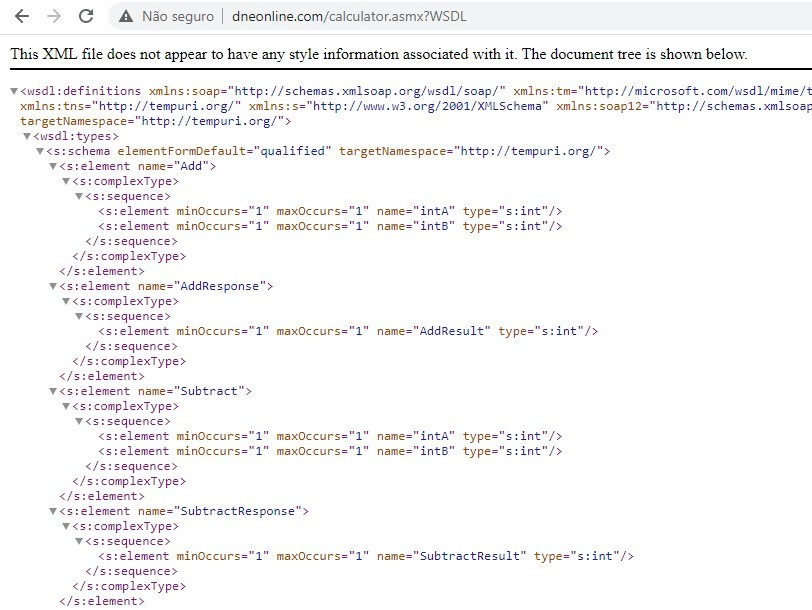 Não seguro | dneonline.com/calculator.asmx?WSDL
This XML file does not appear to have any style information associated with it. The document tree is shown below.
▼<wsdl:definitions xmlns:soap="http://schemas.xmlsoap.org/wsdl/soap/" xmlns:tm="http://microsoft.com/wsdl/mime/t
xmlns:tns="http://tempuri.org/" xmlns:s="http://www.w3.org/2001/XMLSchema" xmlns:soap12="http://schemas.xmlsoap
targetNamespace="http://tempuri.org/">
▼<wsdl:types>
▼<s:schema elementFormDefault="qualified" targetNamespace="http://tempuri.org/">
▼<s:element name="Add">
▼<s:complexType>
▼<s:sequence>
<s:element minOccurs="1" maxOccurs="1" name="intA" type="s:int"/>
<s:element minOccurs="1" maxOccurs="1" name="intB" type="s:int"/>
</s:sequence>
</s:complexType>
</s:element>
▼<s:element name="AddResponse">
▼<s:complexType>
▼<s:sequence>
<s:element minOccurs="1" maxOccurs="1" name="AddResult" type="s:int"/>
</s:sequence>
</s:complexType>
</s:element>
▼<s:element name="Subtract">
▼<s:complexType>
▼<s:sequence>
<s:element minOccurs="1" maxOccurs="1" name="intA" type="s:int"/>
<s:element minOccurs="1" maxOccurs="1" name="intB" type="s:int"/>
</s:sequence>
</s:complexType>
</s:element>
▼<s:element name="SubtractResponse">
▼<s:complexType>
▼<s:sequence>
<s:element minOccurs="1" maxOccurs="1" name="SubtractResult" type="s:int"/>
</s:sequence>
</s:complexType>
</s:element>